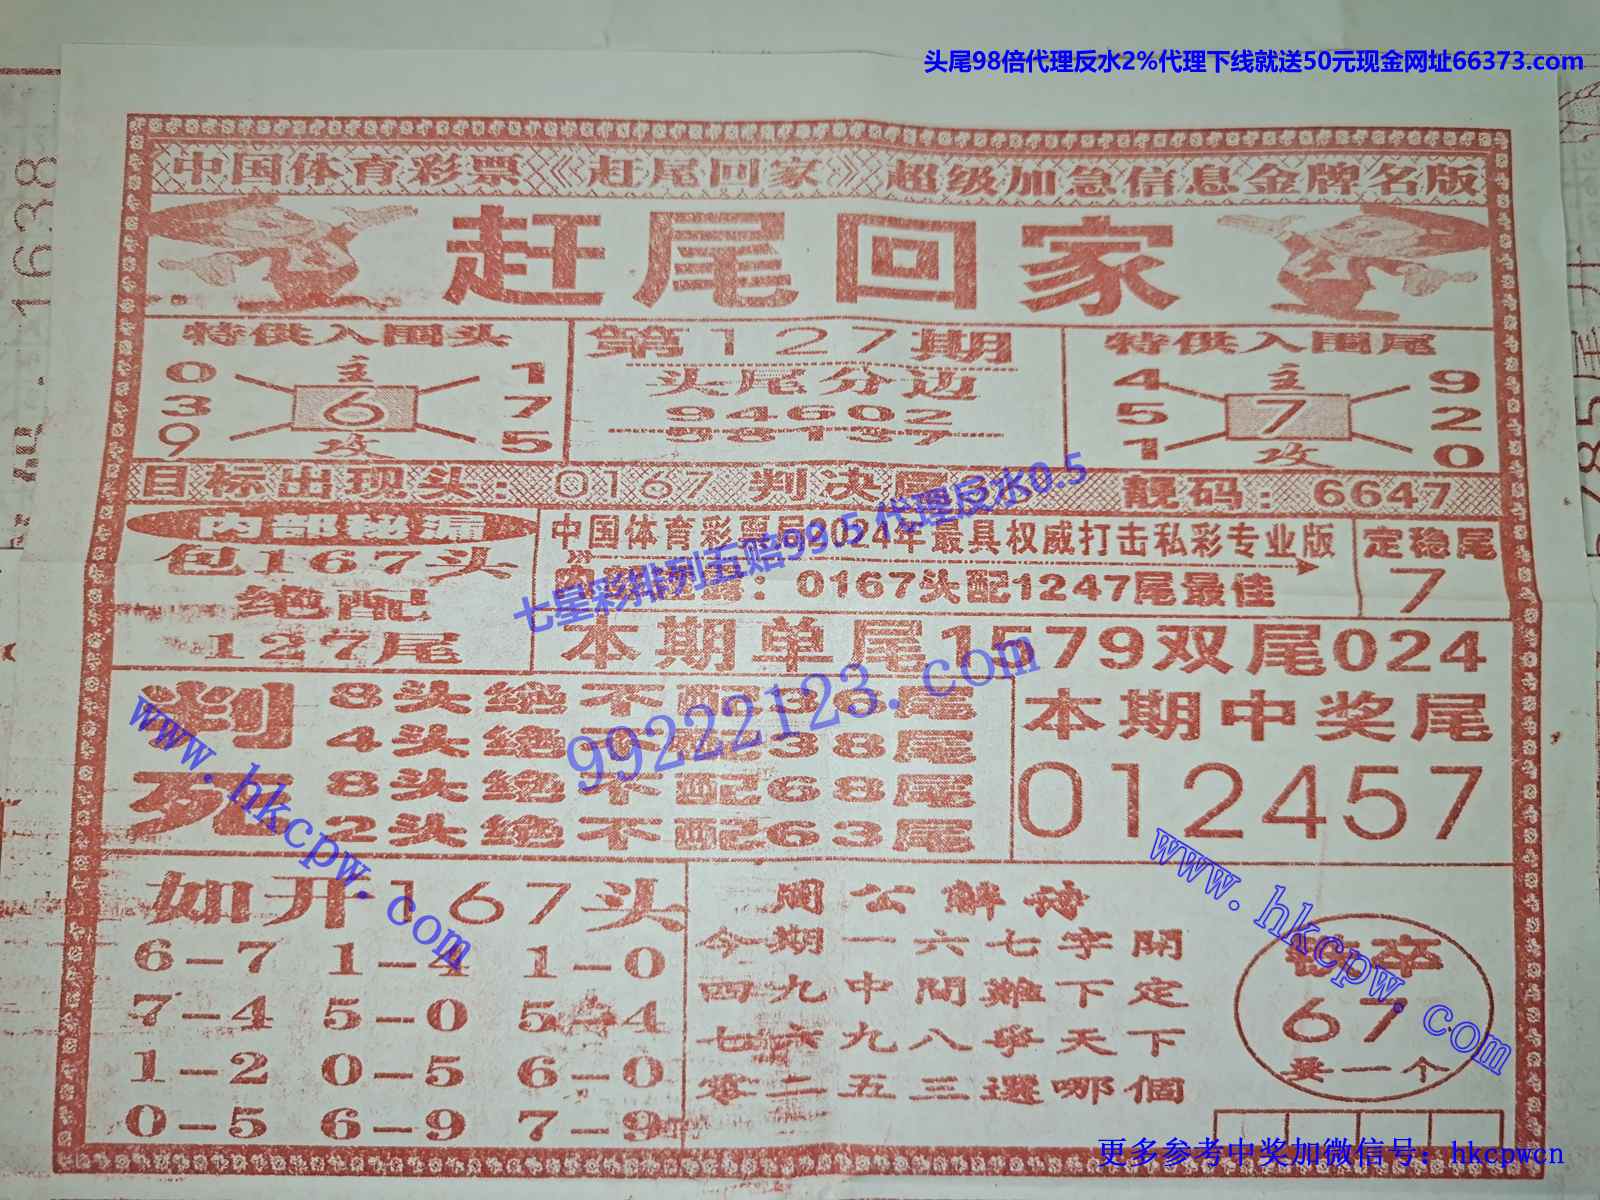 头尾98倍代理反水2%代理下线就送50元现金网址66373.com
中国体育彩票《赶尾回家》超级加急信息金牌名版
赶尾回家
特供入围头
0 主 1
3 6 7
9 攻 5
第127期
头尾分边
94602
58137
特供入围尾
4 主 9
5 7 2
1 攻 0
目标出现头：0167 判决尾 靓码：6647
内部秘漏
包167头
绝配
127尾
中国体育彩票局2024年最具权威打击私彩专业版
：0167头配1247尾最佳
定稳尾
7
本期单尾1579双尾024
判死
8头绝不配38尾
4头绝不配38尾
8头绝不配68尾
2头绝不配63尾
本期中奖尾
012457
如开167头
6-7 1-4 1-0
7-4 5-0 5-4
1-2 0-5 6-0
0-5 6-9 7-9
周公解诗
今期一六七字開
四九中間難下定
七六九八爭天下
零二五三選哪個
卒
67
卖一个
七星彩排列五赔99.5 代理反水0.5
99222123.com
www.hkcpw.com
www.hkcpw.com
更多参考中奖加微信号：hkcpwcn
1638